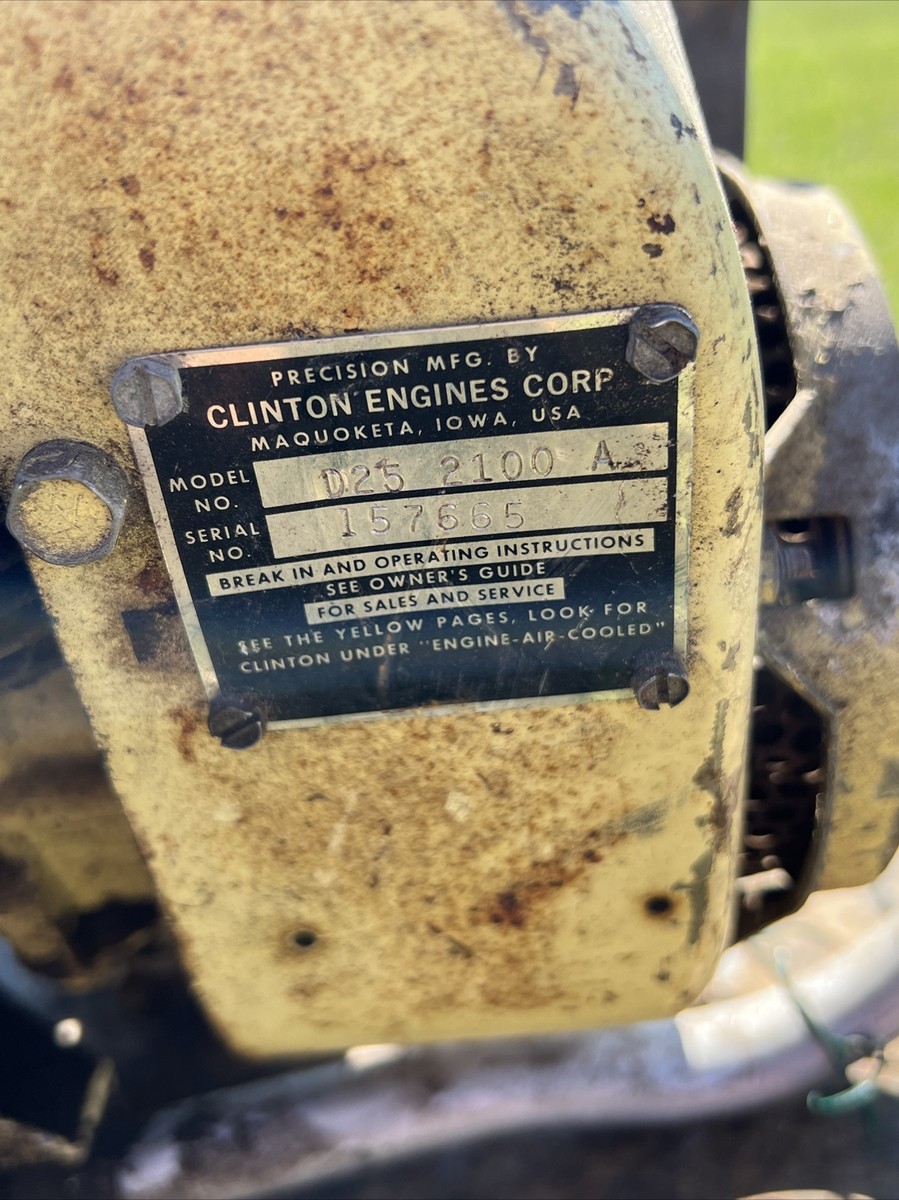 PRECISION MFG. BY
CLINTON ENGINES CORP
MAQUOKETA, IOWA, USA
MODEL NO. D25 2100 A
SERIAL NO. 157665
BREAK IN AND OPERATING INSTRUCTIONS
SEE OWNER'S GUIDE
FOR SALES AND SERVICE
SEE THE YELLOW PAGES, LOOK FOR
CLINTON UNDER "ENGINE-AIR-COOLED"